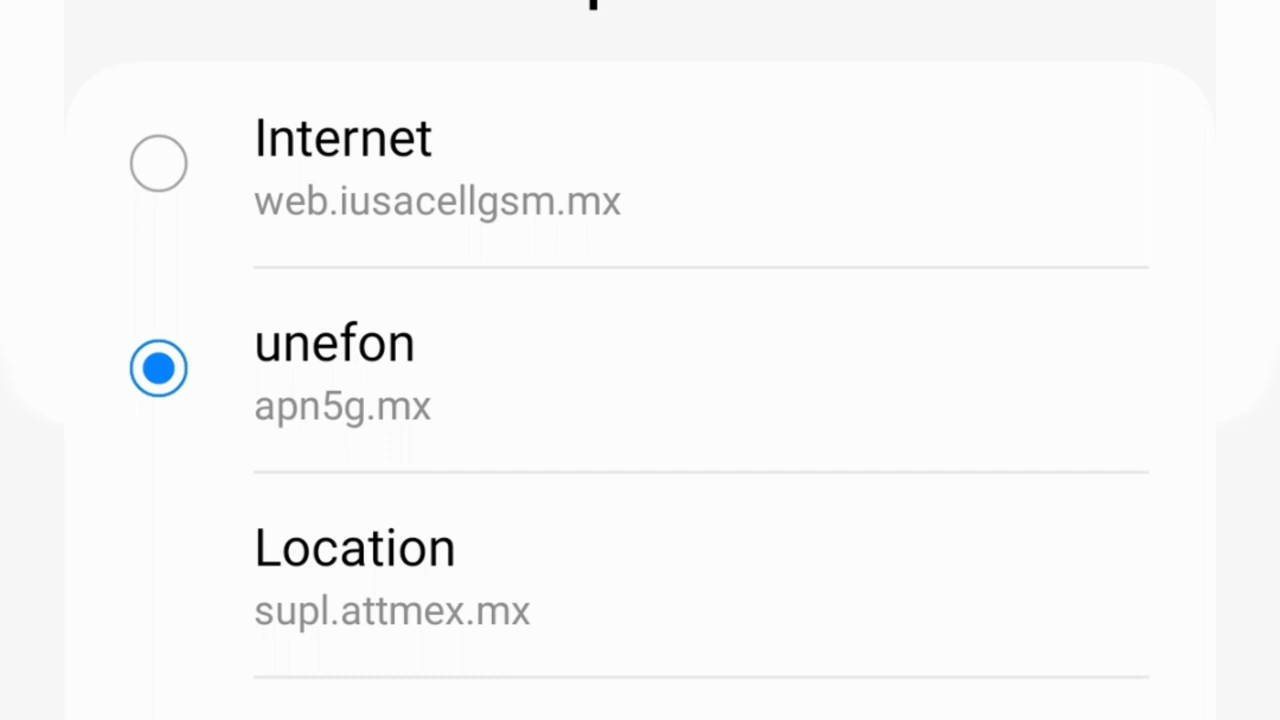 Internet
web.iusacellgsm.mx
unefon
apn5g.mx
Location
supl.attmex.mx